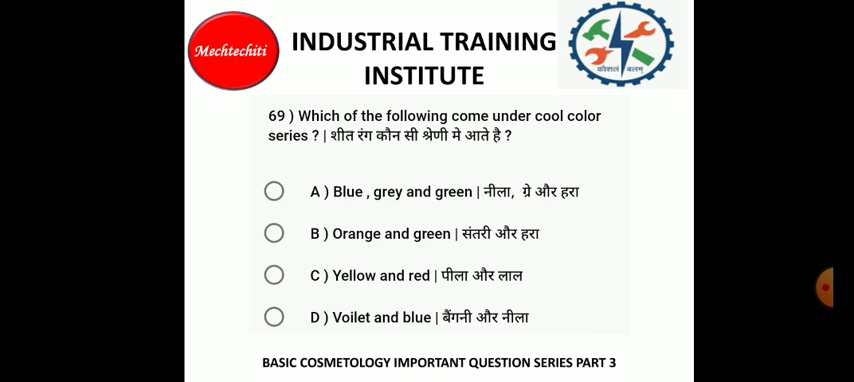 Mechtechiti
INDUSTRIAL TRAINING
INSTITUTE
कौशलं बलम्
69 ) Which of the following come under cool color
series ? | शीत रंग कौन सी श्रेणी मे आते है ?
A ) Blue , grey and green | नीला, ग्रे और हरा
B ) Orange and green | संतरी और हरा
C ) Yellow and red | पीला और लाल
D ) Voilet and blue | बैंगनी और नीला
BASIC COSMETOLOGY IMPORTANT QUESTION SERIES PART 3